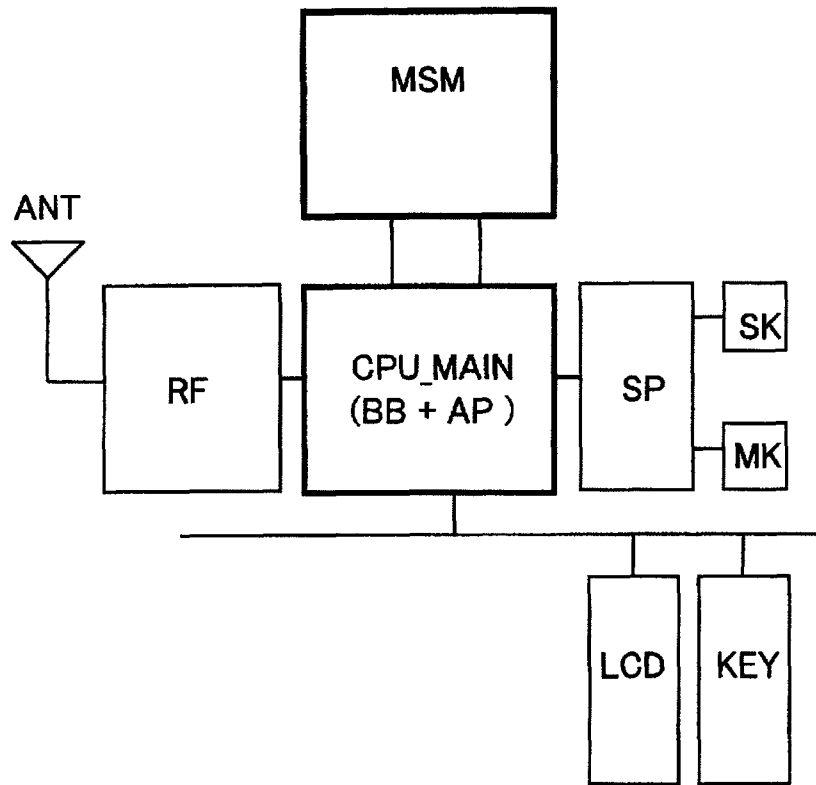 MSM
ANT
RF
CPU_MAIN
(BB + AP )
SP
SK
MK
LCD
KEY